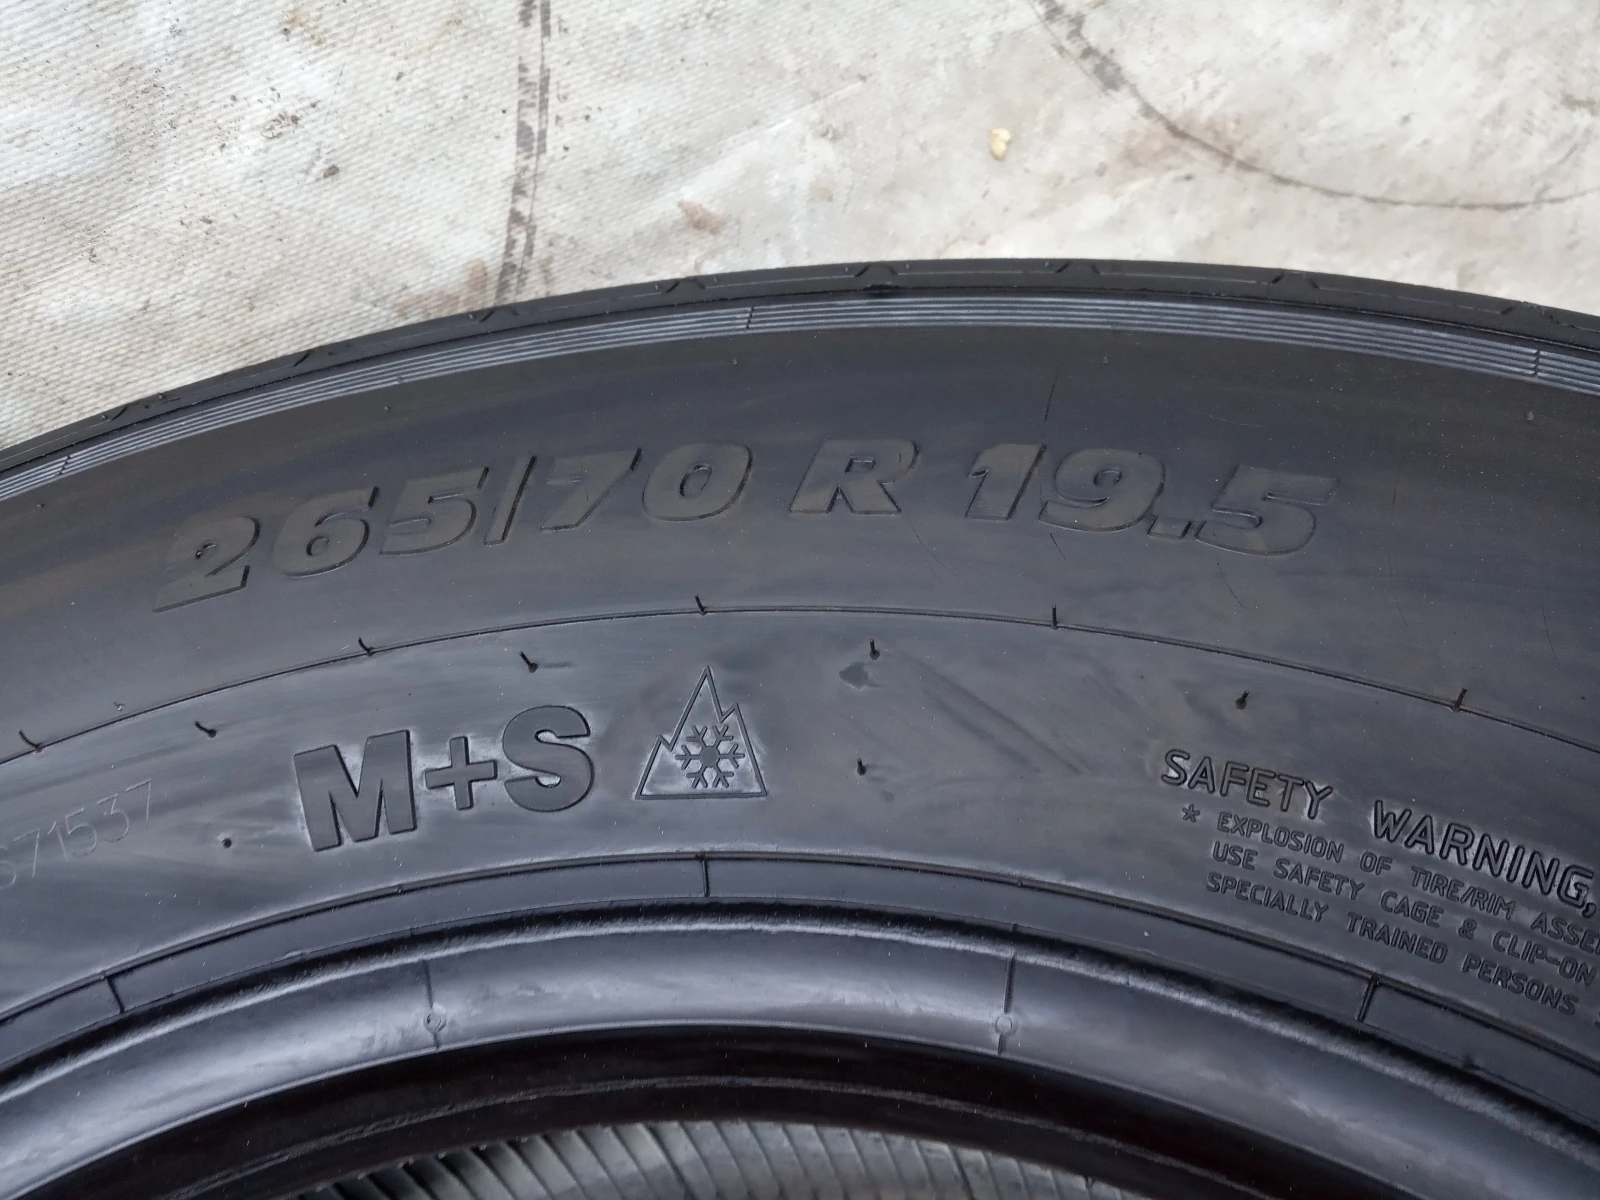 265/70 R 19.5
M+S
71537
SAFETY WARNING,
* EXPLOSION OF TIRE/RIM ASSE
USE SAFETY CAGE & CLIP-ON
SPECIALLY TRAINED PERSONS